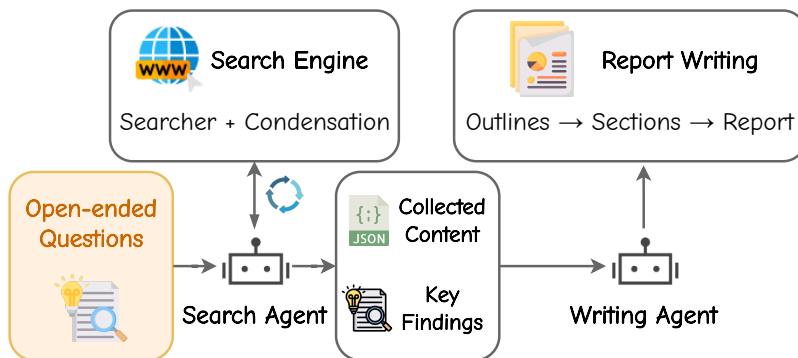 WWW
Search Engine
Searcher + Condensation
Report Writing
Outlines → Sections → Report
Open-ended
Questions
Search Agent
{;}
JSON
Collected
Content
Key
Findings
Writing Agent